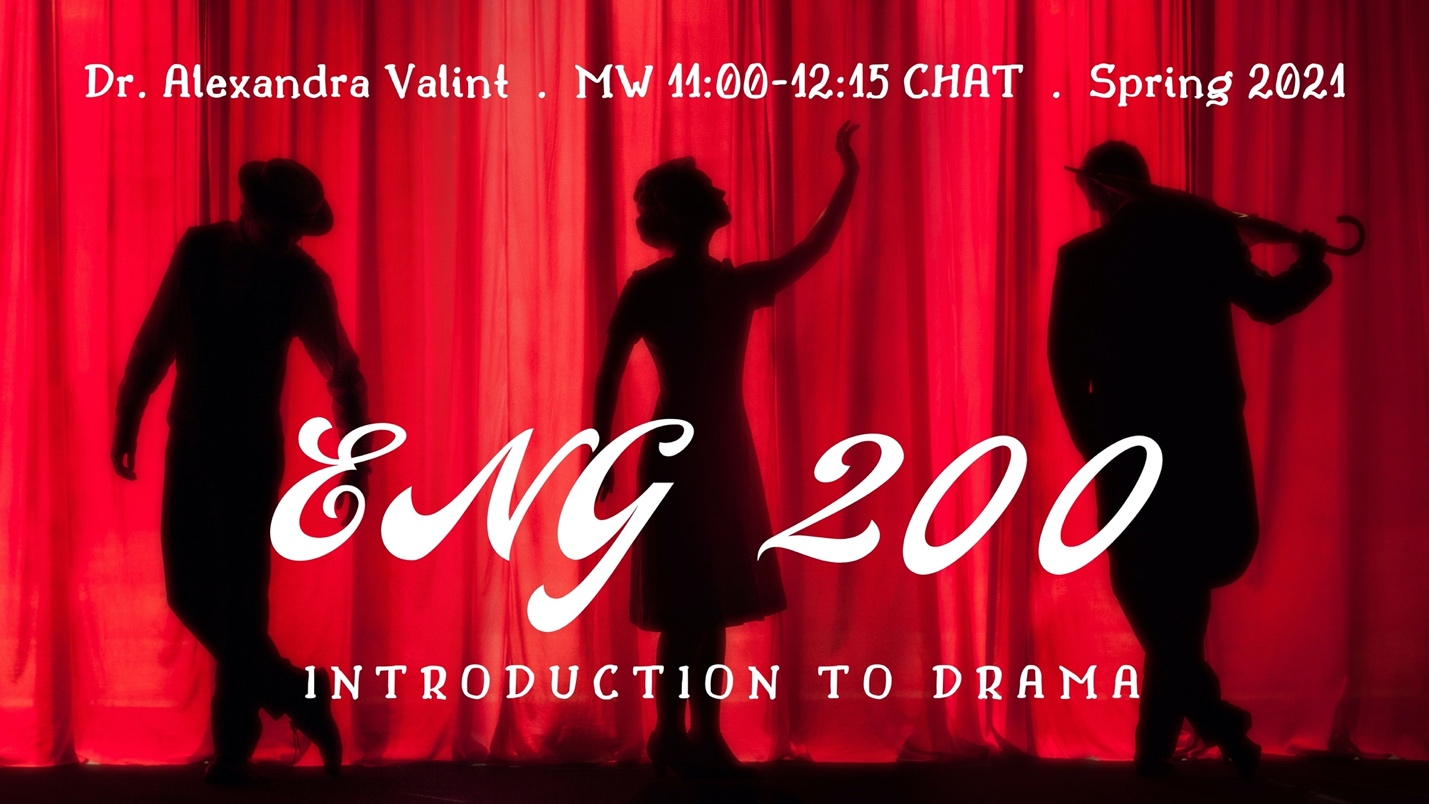 Dr. Alexandra Valint . MW 11:00-12:15 CHAT . Spring 2021
ENG 200
INTRODUCTION TO DRAMA